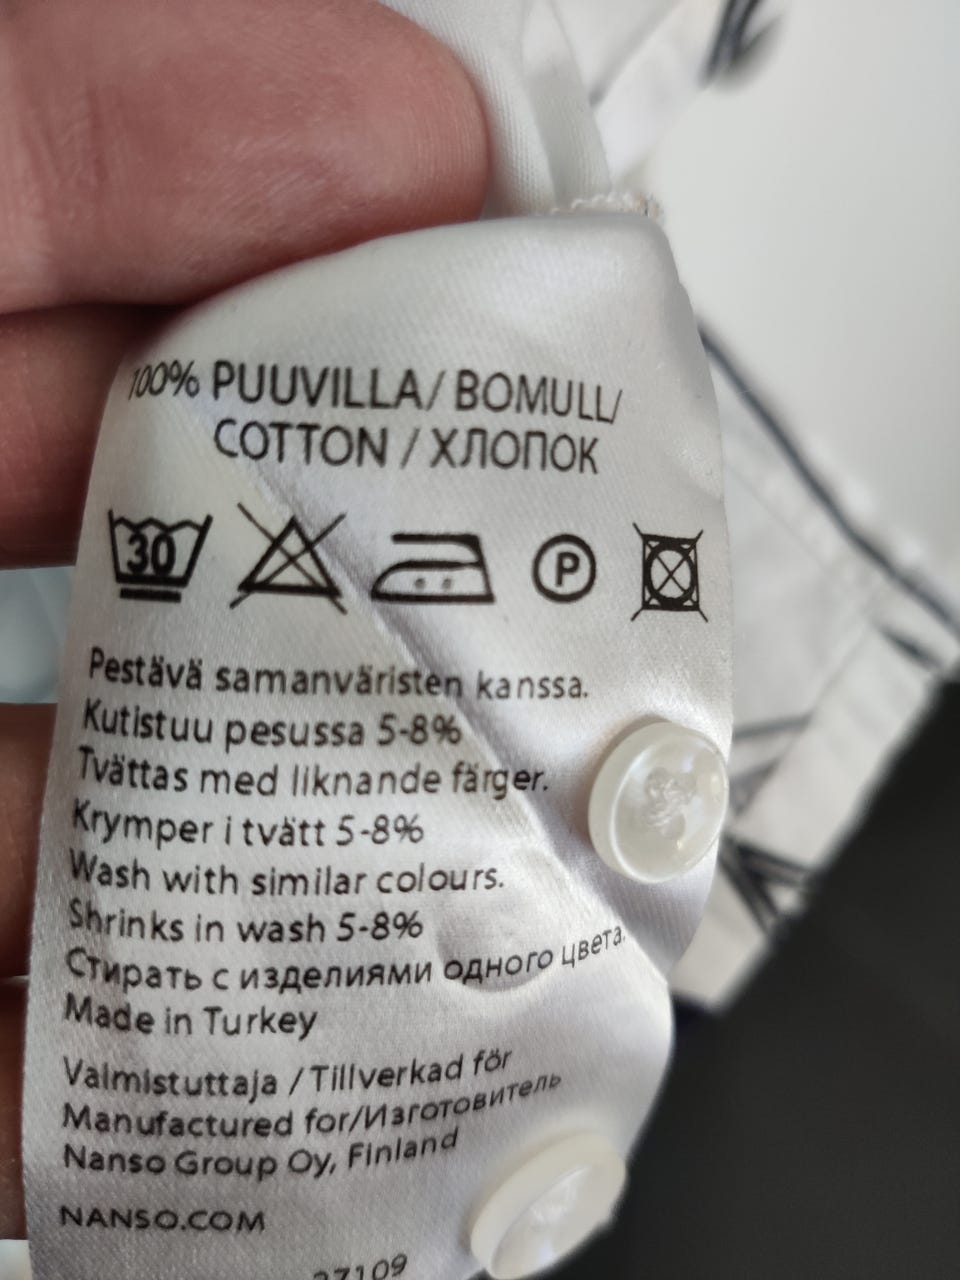 100% PUUVILLA/ BOMULL/
COTTON / ХЛОПОК
30 P
Pestävä samanväristen kanssa.
Kutistuu pesussa 5-8%
Tvättas med liknande färger.
Krymper i tvätt 5-8%
Wash with similar colours.
Shrinks in wash 5-8%
Стирать с изделиями одного цвета.
Made in Turkey
Valmistuttaja / Tillverkad för
Manufactured for/Изготовитель
Nanso Group Oy, Finland
NANSO.COM
27109